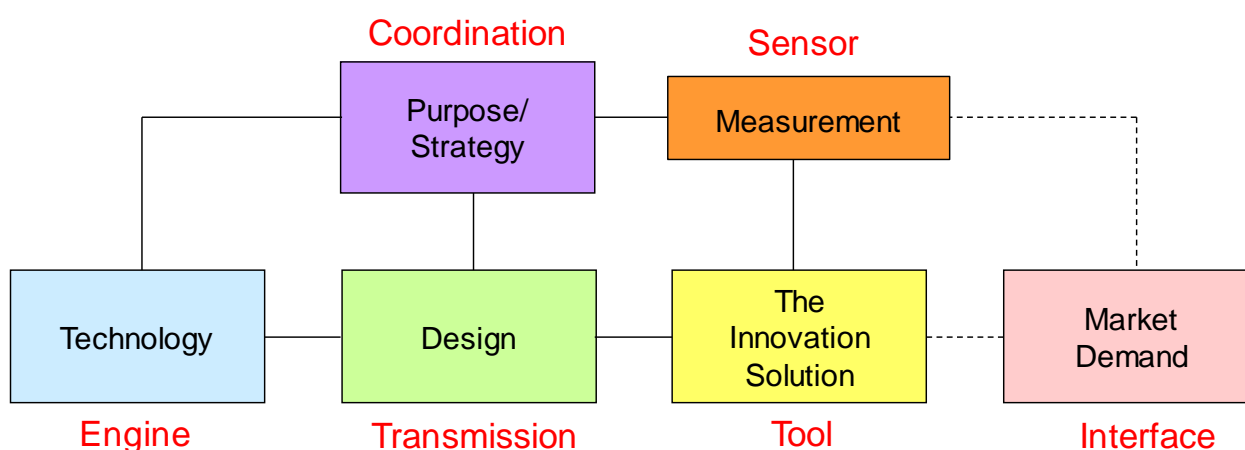 Coordination
Sensor
Purpose/
Strategy
Measurement
Technology
Design
The
Innovation
Solution
Market
Demand
Engine
Transmission
Tool
Interface